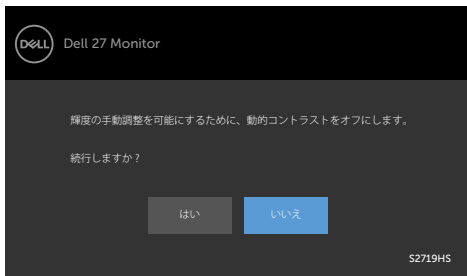 DELL Dell 27 Monitor
輝度の手動調整を可能にするために、動的コントラストをオフにします。
続行しますか？
はい いいえ
S2719HS